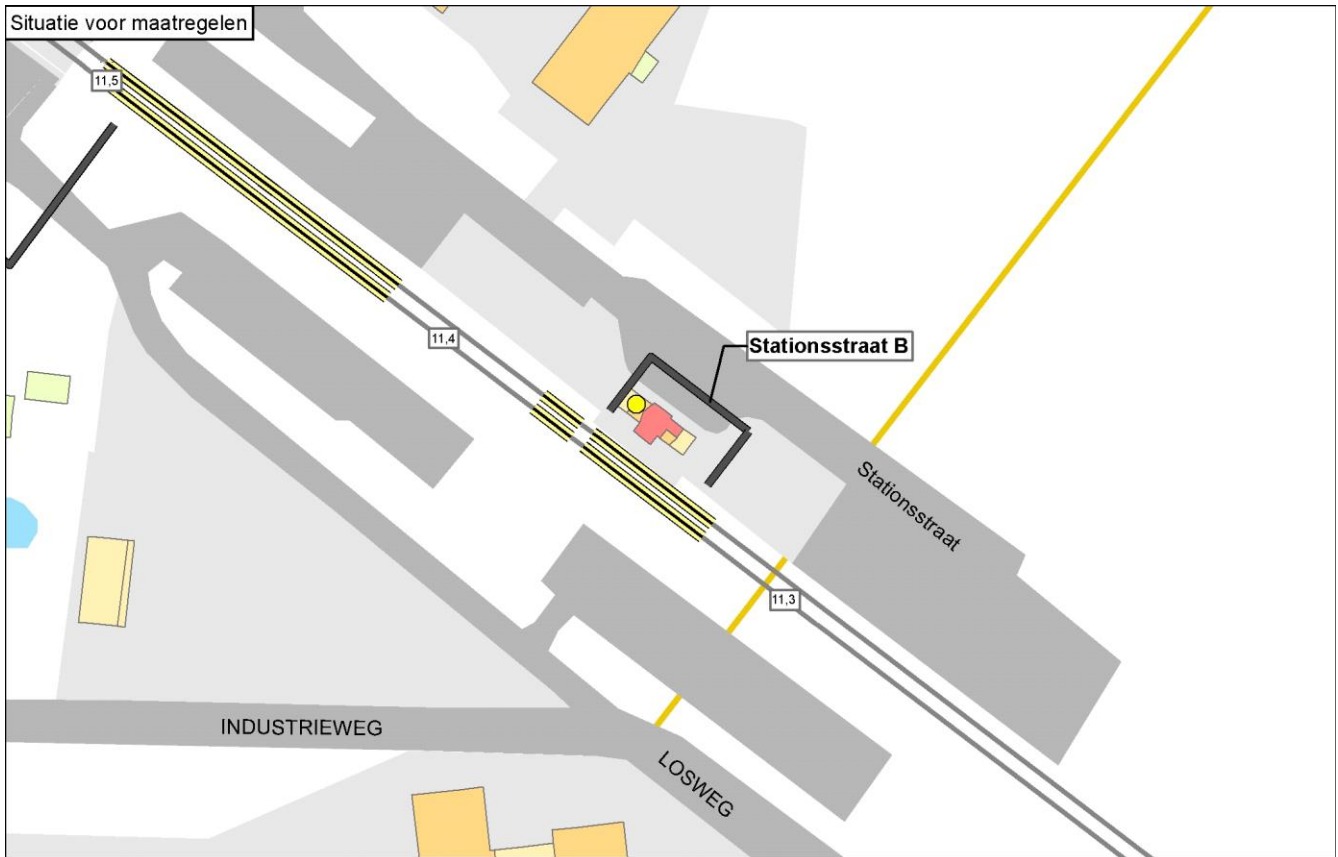 Situatie voor maatregelen
11,5
11,4
Stationsstraat B
Stationsstraat
11,3
INDUSTRIEWEG
LOSWEG